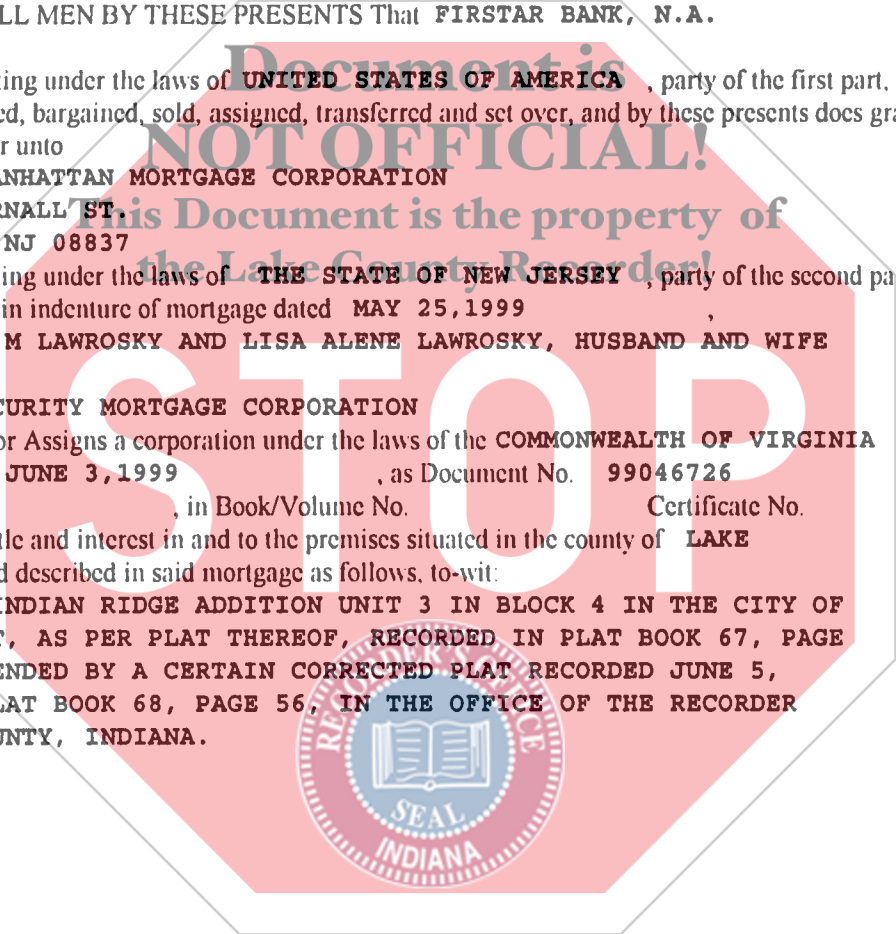 LL MEN BY THESE PRESENTS That FIRSTAR BANK, N.A.
Document is
ting under the laws of UNITED STATES OF AMERICA , party of the first part,
ed, bargained, sold, assigned, transferred and set over, and by these presents does gra
NOT OFFICIAL!
r unto
ANHATTAN MORTGAGE CORPORATION
RNALL ST.
This Document is the property of
NJ 08837
the Lake County Recorder!
ing under the laws of THE STATE OF NEW JERSEY , party of the second pa
in indenture of mortgage dated MAY 25,1999 ,
M LAWROSKY AND LISA ALENE LAWROSKY, HUSBAND AND WIFE
STOP
CURITY MORTGAGE CORPORATION
or Assigns a corporation under the laws of the COMMONWEALTH OF VIRGINIA
JUNE 3,1999 , as Document No. 99046726
, in Book/Volume No. Certificate No.
tle and interest in and to the premises situated in the county of LAKE
d described in said mortgage as follows, to-wit:
INDIAN RIDGE ADDITION UNIT 3 IN BLOCK 4 IN THE CITY OF
T, AS PER PLAT THEREOF, RECORDED IN PLAT BOOK 67, PAGE
ENDED BY A CERTAIN CORRECTED PLAT RECORDED JUNE 5,
LAT BOOK 68, PAGE 56, IN THE OFFICE OF THE RECORDER
UNTY, INDIANA.
RECORDER'S OFFICE
SEAL
INDIANA